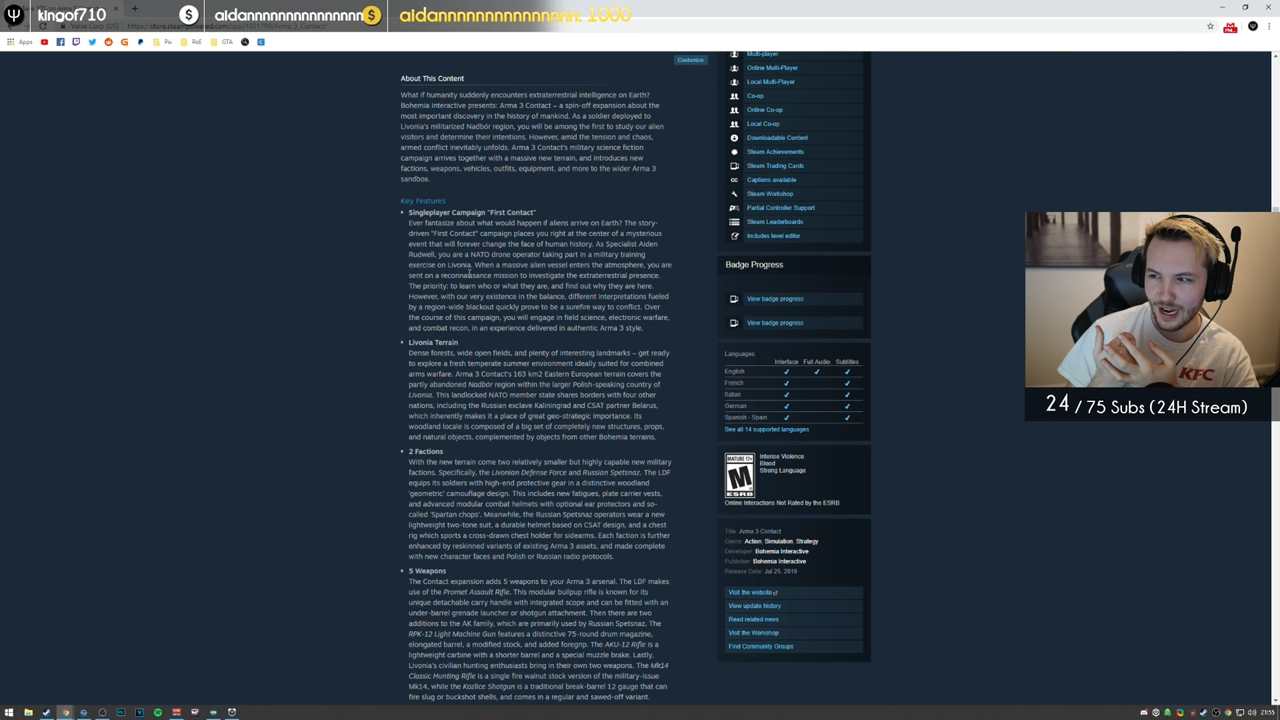 kingof710
aidannnnnnnnnnnnnnnnn
aidannnnnnnnnnnnnnnnn: 1000
Apps
Pai
PoE
GTA
Customize
About This Content
What if humanity suddenly encounters extraterrestrial intelligence on Earth?
Bohemia Interactive presents: Arma 3 Contact – a spin-off expansion about the
most important discovery in the history of mankind. As a soldier deployed to
Livonia's militarized Nadbór region, you will be among the first to study our alien
visitors and determine their intentions. However, amid the tension and chaos,
armed conflict inevitably unfolds. Arma 3 Contact's military science fiction
campaign arrives together with a massive new terrain, and introduces new
factions, weapons, vehicles, outfits, equipment, and more to the wider Arma 3
sandbox.
Key Features
Singleplayer Campaign "First Contact"
Ever fantasize about what would happen if aliens arrive on Earth? The story-
driven "First Contact" campaign places you right at the center of a mysterious
event that will forever change the face of human history. As Specialist Aiden
Rudwell, you are a NATO drone operator taking part in a military training
exercise on Livonia. When a massive alien vessel enters the atmosphere, you are
sent on a reconnaissance mission to investigate the extraterrestrial presence.
The priority: to learn who or what they are, and find out why they are here.
However, with our very existence in the balance, different interpretations fueled
by a region-wide blackout quickly prove to be a surefire way to conflict. Over
the course of this campaign, you will engage in field science, electronic warfare,
and combat recon, in an experience delivered in authentic Arma 3 style.
Livonia Terrain
Dense forests, wide open fields, and plenty of interesting landmarks – get ready
to explore a fresh temperate summer environment ideally suited for combined
arms warfare. Arma 3 Contact's 163 km2 Eastern European terrain covers the
partly abandoned Nadbór region within the larger Polish-speaking country of
Livonia. This landlocked NATO member state shares borders with four other
nations, including the Russian exclave Kaliningrad and CSAT partner Belarus,
which inherently makes it a place of great geo-strategic importance. Its
woodland locale is composed of a big set of completely new structures, props,
and natural objects, complemented by objects from other Bohemia terrains.
2 Factions
With the new terrain come two relatively smaller but highly capable new military
factions. Specifically, the Livonian Defense Force and Russian Spetsnaz. The LDF
equips its soldiers with high-end protective gear in a distinctive woodland
'geometric' camouflage design. This includes new fatigues, plate carrier vests,
and advanced modular combat helmets with optional ear protectors and so-
called 'Spartan chops'. Meanwhile, the Russian Spetsnaz operators wear a new
lightweight two-tone suit, a durable helmet based on CSAT design, and a chest
rig which sports a cross-drawn chest holder for sidearms. Each faction is further
enhanced by reskinned variants of existing Arma 3 assets, and made complete
with new character faces and Polish or Russian radio protocols.
5 Weapons
The Contact expansion adds 5 weapons to your Arma 3 arsenal. The LDF makes
use of the Promet Assault Rifle. This modular bullpup rifle is known for its
unique detachable carry handle with integrated scope and can be fitted with an
under-barrel grenade launcher or shotgun attachment. Then there are two
additions to the AK family, which are primarily used by Russian Spetsnaz. The
RPK-12 Light Machine Gun features a distinctive 75-round drum magazine,
elongated barrel, a modified stock, and added foregrip. The AKU-12 Rifle is a
lightweight carbine with a shorter barrel and a special muzzle brake. Lastly,
Livonia's civilian hunting enthusiasts bring in their own two weapons. The Mk14
Classic Hunting Rifle is a single fire walnut stock version of the military-issue
Mk14, while the Kozlice Shotgun is a traditional break-barrel 12 gauge that can
fire slug or buckshot shells, and comes in a regular and sawed-off variant.
Multi-player
Online Multi-Player
Local Multi-Player
Co-op
Online Co-op
Local Co-op
Downloadable Content
Steam Achievements
Steam Trading Cards
Captions available
Steam Workshop
Partial Controller Support
Steam Leaderboards
Includes level editor
Badge Progress
View badge progress
View badge progress
Languages:
Interface Full Audio Subtitles
English
French
Italian
German
Spanish - Spain
See all 14 supported languages
MATURE 17+
M
ESRB
Intense Violence
Blood
Strong Language
Online Interactions Not Rated by the ESRB
Title: Arma 3 Contact
Genre: Action, Simulation, Strategy
Developer: Bohemia Interactive
Publisher: Bohemia Interactive
Release Date: Jul 25, 2019
Visit the website
View update history
Read related news
Visit the Workshop
Find Community Groups
KFC
24 / 75 Subs (24H Stream)
21:55